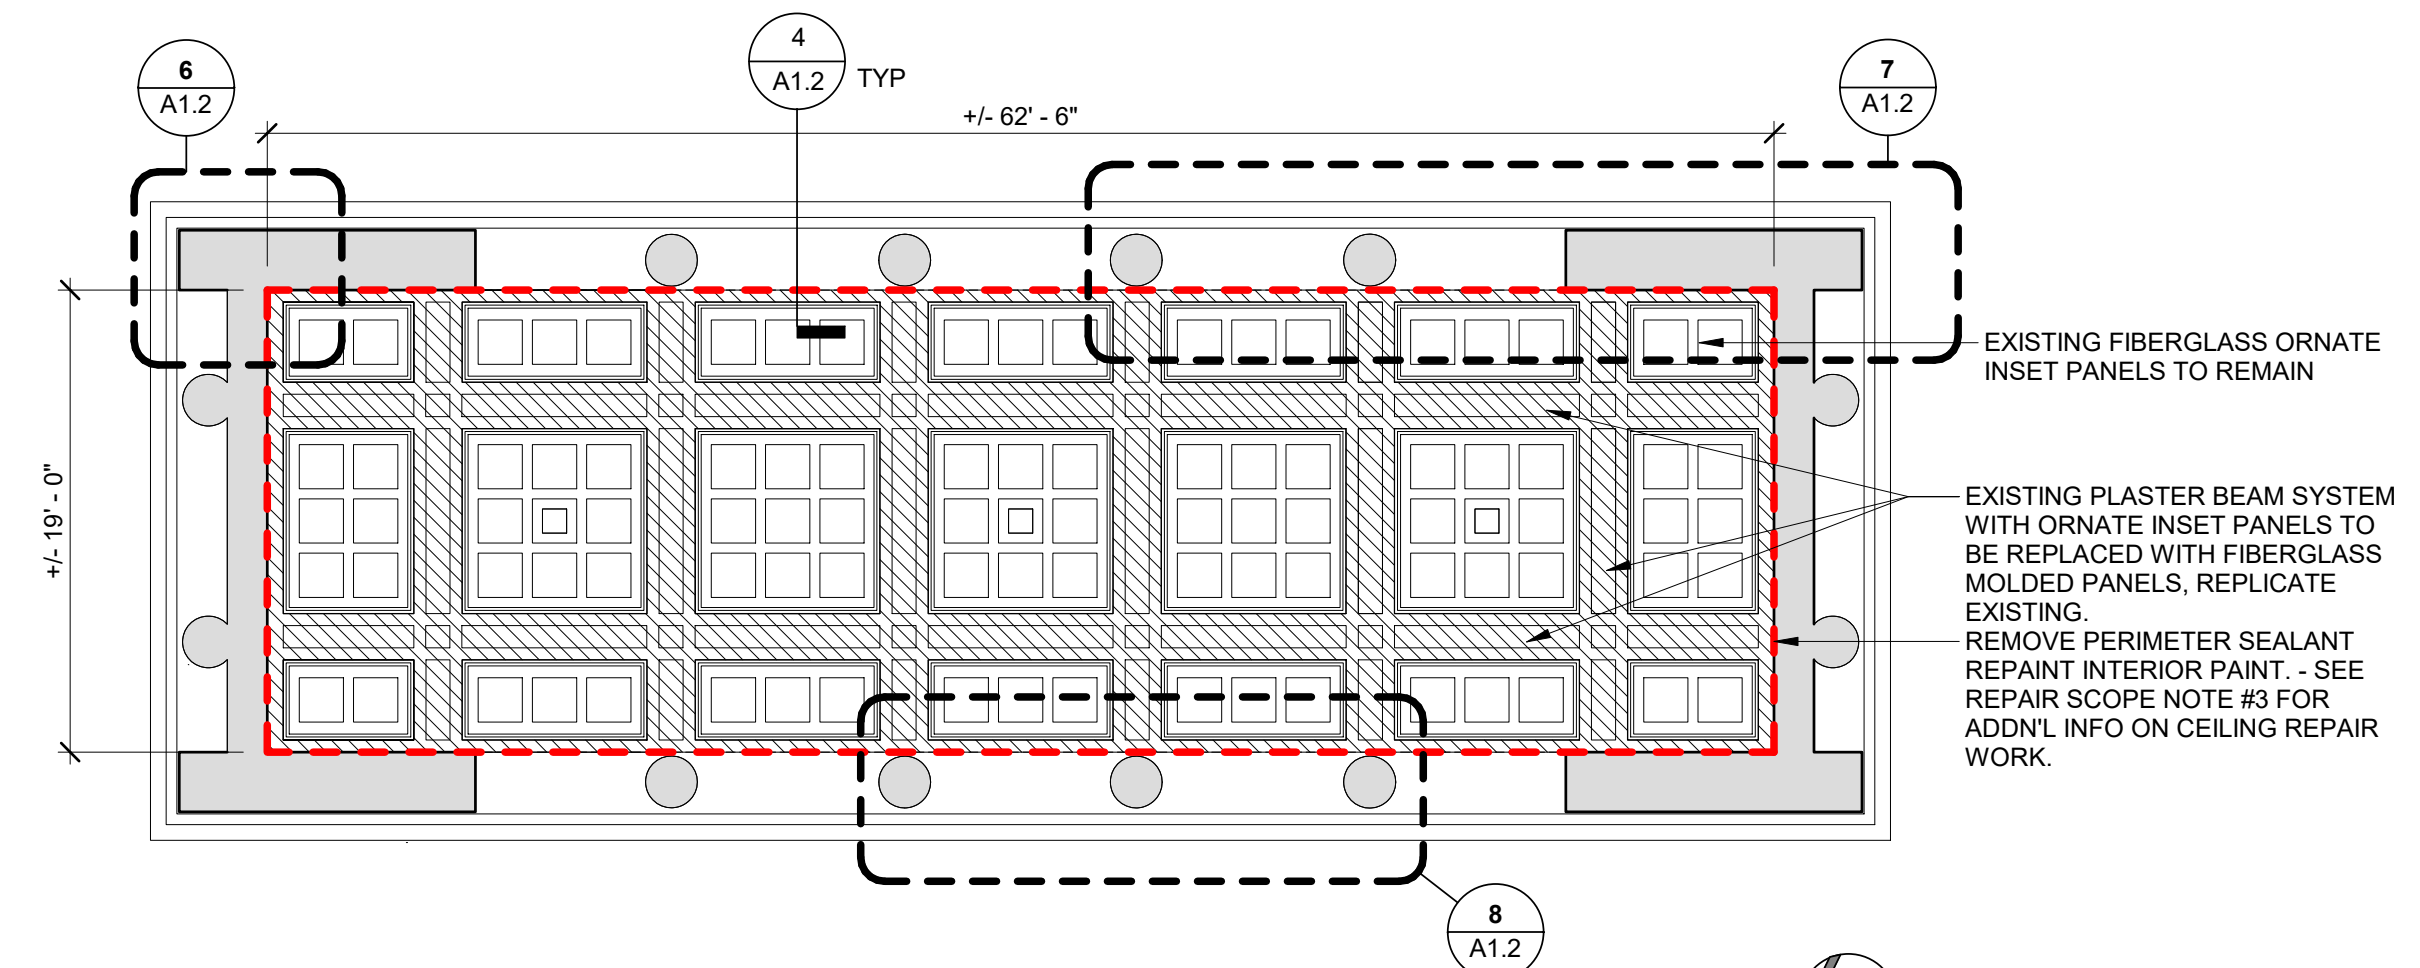 6
A1.2
4
A1.2
TYP
7
A1.2
+/- 62' - 6"
+/- 19' - 0"
EXISTING FIBERGLASS ORNATE
INSET PANELS TO REMAIN
EXISTING PLASTER BEAM SYSTEM
WITH ORNATE INSET PANELS TO
BE REPLACED WITH FIBERGLASS
MOLDED PANELS, REPLICATE
EXISTING.
REMOVE PERIMETER SEALANT
REPAINT INTERIOR PAINT. - SEE
REPAIR SCOPE NOTE #3 FOR
ADDN'L INFO ON CEILING REPAIR
WORK.
8
A1.2